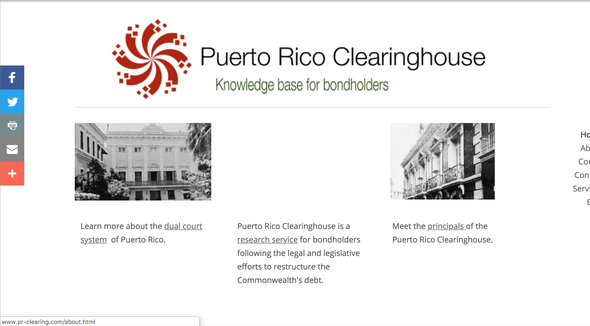 Puerto Rico Clearinghouse
Knowledge base for bondholders
Learn more about the dual court
system of Puerto Rico.
Puerto Rico Clearinghouse is a
research service for bondholders
following the legal and legislative
efforts to restructure the
Commonwealth's debt.
Meet the principals of the
Puerto Rico Clearinghouse.
Ho
Ab
Cou
Con
Servi
www.pr-clearing.com/about.html